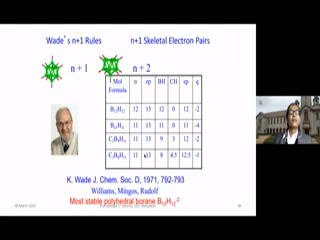 Wade's n+1 Rules n+1 Skeletal Electron Pairs
n + 1 n + 2
Mol Formula n ep BH CH ep q
B12H12 12 13 12 0 12 -2
B11H11 11 13 11 0 11 -4
C2B9H11 11 13 9 3 12 -2
C3B8H11 11 13 8 4.5 12.5 -1
K. Wade J. Chem. Soc. D, 1971, 792-793
Williams, Mingos, Rudolf
Most stable polyhedral borane B12H12-2